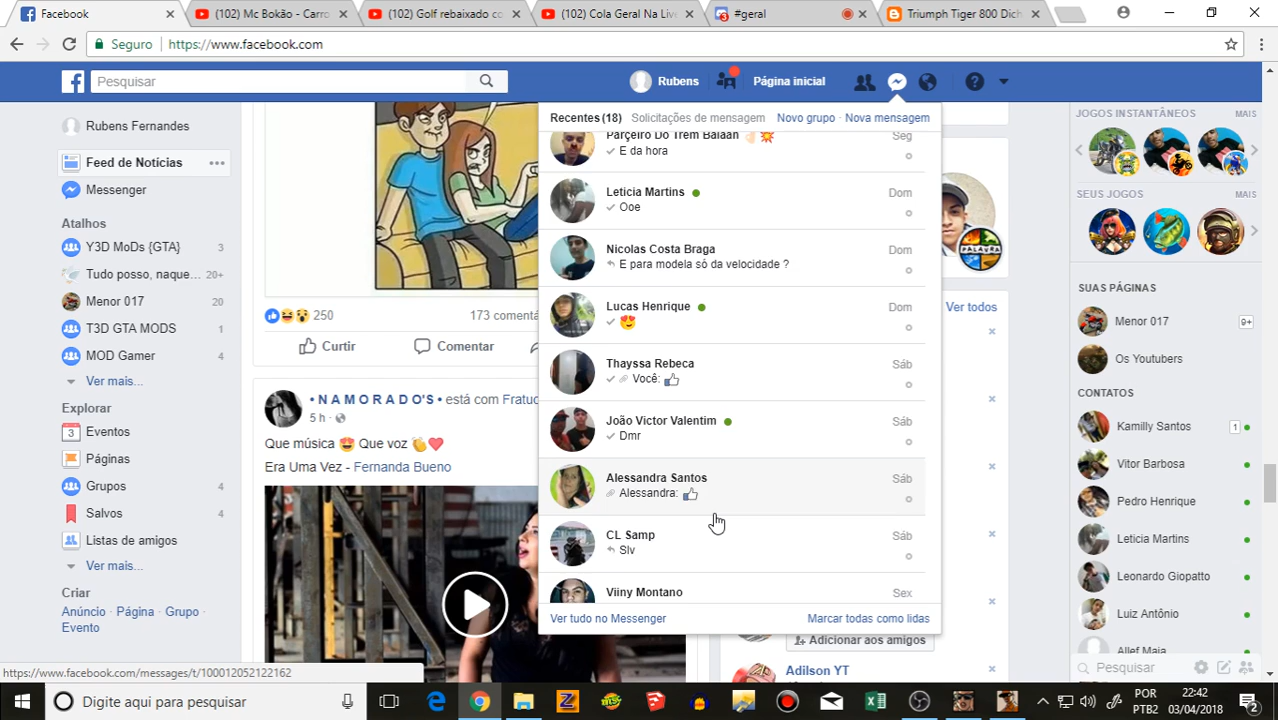 Facebook
(102) Mc Bokão - Carro
(102) Golf rebaixado co
(102) Cola Geral Na Live
#geral
Triumph Tiger 800 Dich
Seguro
https://www.facebook.com
Pesquisar
Rubens
Página inicial
Rubens Fernandes
Feed de Notícias
Messenger
Atalhos
Y3D MoDs {GTA} 3
Tudo posso, naque... 20+
Menor 017 20
T3D GTA MODS 1
MOD Gamer 4
Ver mais...
Explorar
3 Eventos
Páginas
Grupos 4
Salvos 4
Listas de amigos
Ver mais...
Criar
Anúncio · Página · Grupo ·
Evento
250
173 comentá
Curtir
Comentar
• N A M O R A D O'S • está com Fratuc
5 h ·
Que música 😍 Que voz 👏❤
Era Uma Vez - Fernanda Bueno
Recentes (18) Solicitações de mensagem Novo grupo · Nova mensagem
Parçeiro Do Trem Balaan 👌🏻💥 Seg
E da hora
Leticia Martins Dom
Ooe
Nicolas Costa Braga Dom
E para modela só da velocidade ?
Lucas Henrique Dom
😍
Thayssa Rebeca Sáb
Você: 👍
João Victor Valentim Sáb
Dmr
Alessandra Santos Sáb
Alessandra: 👍
CL Samp Sáb
Slv
Viiny Montano Sex
Ver tudo no Messenger
Marcar todas como lidas
PALAVRA
Ver todos
Adicionar aos amigos
Adilson YT
JOGOS INSTANTÂNEOS MAIS
SEUS JOGOS MAIS
SUAS PÁGINAS
Menor 017 9+
Os Youtubers
CONTATOS
Kamilly Santos 1
Vitor Barbosa
Pedro Henrique
Leticia Martins
Leonardo Giopatto
Luiz Antônio
Allef Maia
Pesquisar
https://www.facebook.com/messages/t/100012052122162
Digite aqui para pesquisar
POR
PTB2
22:42
03/04/2018
2